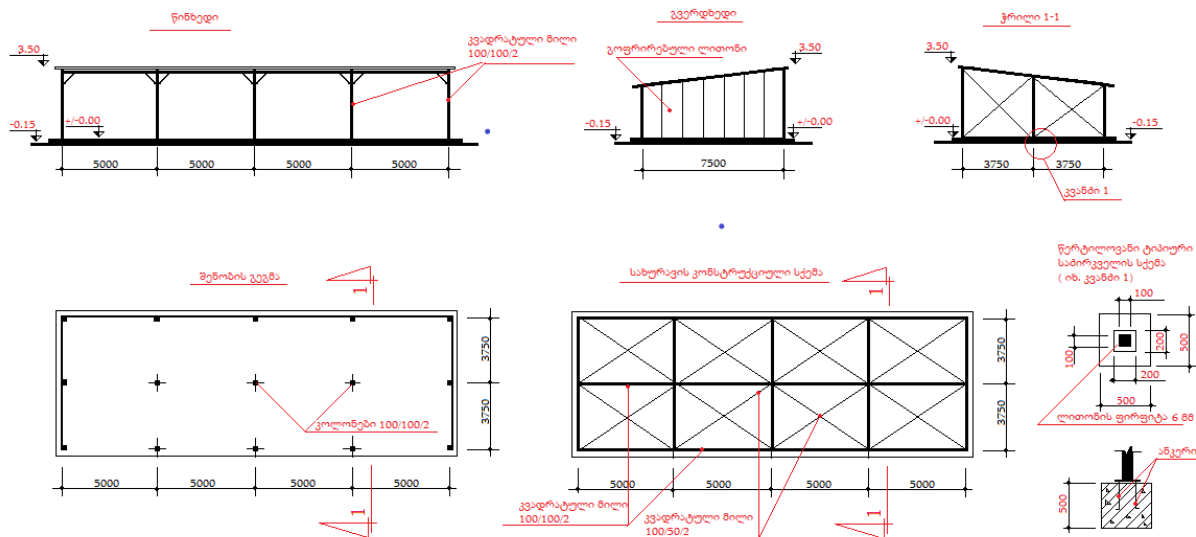 წინხედი
3.50
კვადრატული მილი
100/100/2
-0.15
+/-0.00
5000
5000
5000
5000
გვერდხედი
გოფრირებული ლითონი
3.50
-0.15
+/-0.00
7500
ჭრილი 1-1
3.50
+/-0.00
-0.15
3750
3750
კვანძი 1
შენობის გეგმა
1
3750
3750
კოლონები 100/100/2
5000
5000
5000
5000
1
სახურავის კონსტრუქციული სქემა
1
3750
3750
5000
5000
5000
5000
1
კვადრატული მილი
100/100/2
კვადრატული მილი
100/50/2
წერტილოვანი ტიპიური
საძირკველის სქემა
( იხ. კვანძი 1)
100
100
200
500
200
500
ლითონის ფირფიტა 6 მმ
ანკერი
500